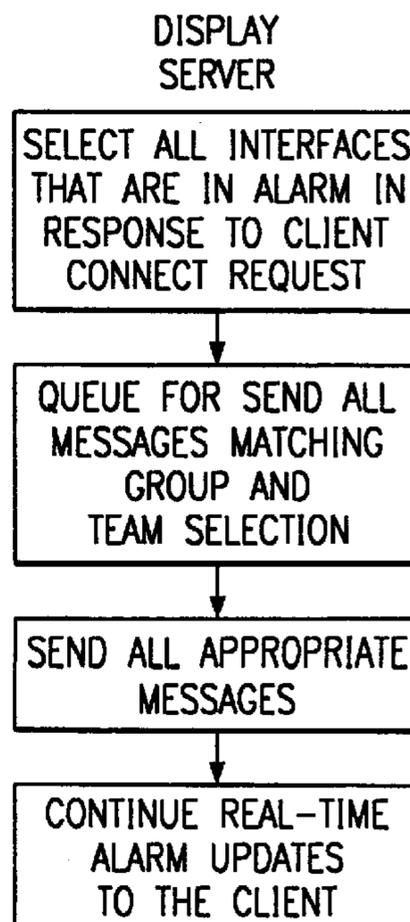 DISPLAY
SERVER
SELECT ALL INTERFACES
THAT ARE IN ALARM IN
RESPONSE TO CLIENT
CONNECT REQUEST
QUEUE FOR SEND ALL
MESSAGES MATCHING
GROUP AND
TEAM SELECTION
SEND ALL APPROPRIATE
MESSAGES
CONTINUE REAL-TIME
ALARM UPDATES
TO THE CLIENT